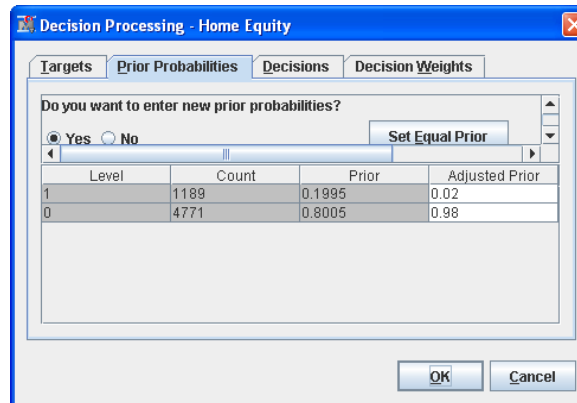 Decision Processing - Home Equity
Targets Prior Probabilities Decisions Decision Weights
Do you want to enter new prior probabilities?
Yes No Set Equal Prior
Level Count Prior Adjusted Prior
1 1189 0.1995 0.02
0 4771 0.8005 0.98
OK Cancel